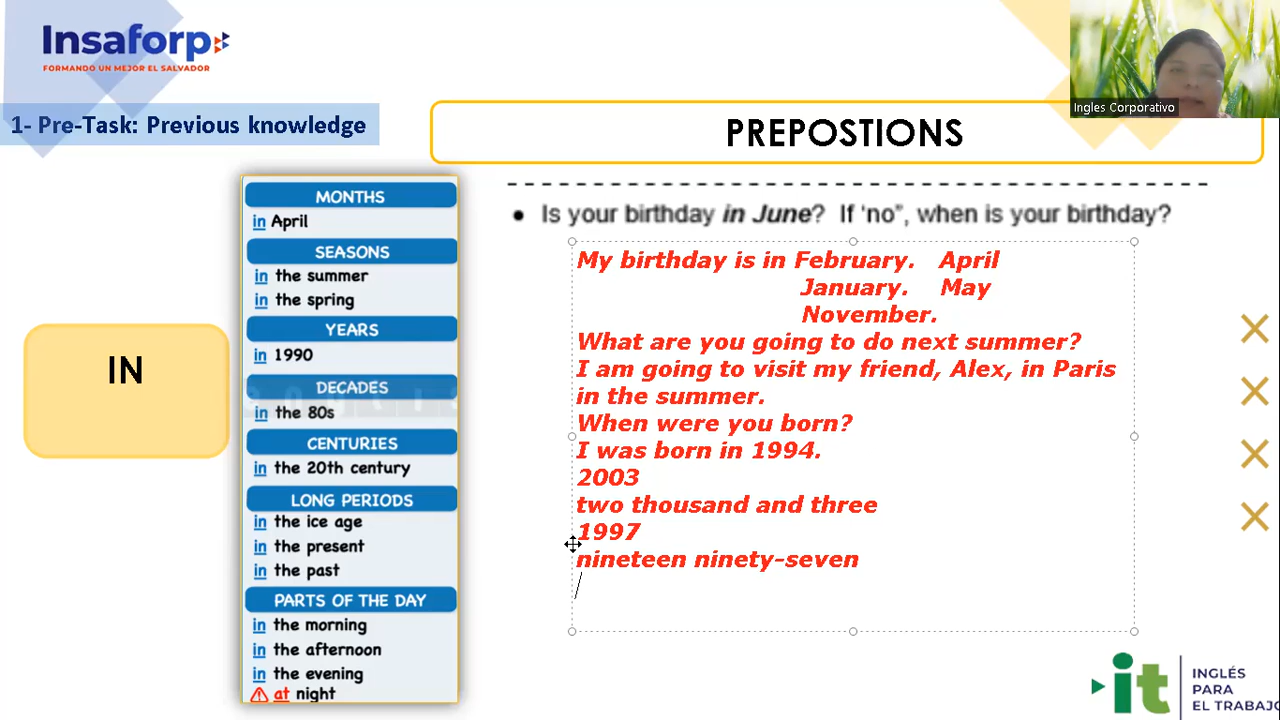 Insaforp
FORMANDO UN MEJOR EL SALVADOR
Ingles Corporativo
1- Pre-Task: Previous knowledge
PREPOSTIONS
IN
MONTHS
in April
SEASONS
in the summer
in the spring
YEARS
in 1990
DECADES
in the 80s
CENTURIES
in the 20th century
LONG PERIODS
in the ice age
in the present
in the past
PARTS OF THE DAY
in the morning
in the afternoon
in the evening
at night
• Is your birthday in June? If 'no", when is your birthday?
My birthday is in February. April
January. May
November.
What are you going to do next summer?
I am going to visit my friend, Alex, in Paris
in the summer.
When were you born?
I was born in 1994.
2003
two thousand and three
1997
nineteen ninety-seven
it
INGLÉS
PARA
EL TRABAJO